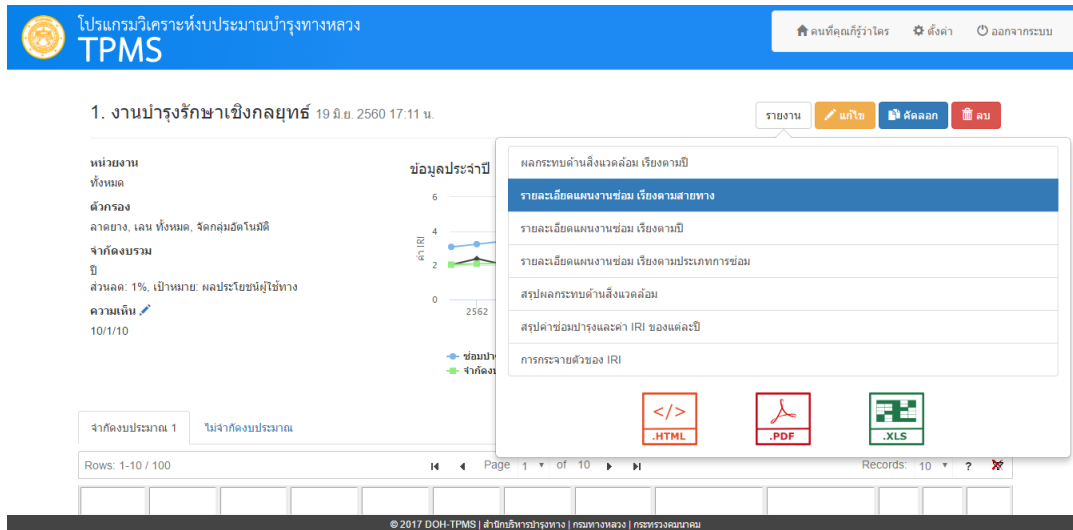 โปรแกรมวิเคราะห์งบประมาณบำรุงทางหลวง
TPMS
คนที่คุณก็รู้ว่าใคร ตั้งค่า ออกจากระบบ
1. งานบำรุงรักษาเชิงกลยุทธ์ 19 มิ.ย. 2560 17:11 น.
รายงาน แก้ไข คัดลอก ลบ
หน่วยงาน
ทั้งหมด
ตัวกรอง
ลาดยาง, เลน ทั้งหมด, จัดกลุ่มอัตโนมัติ
จำกัดงบรวม
ปี
ส่วนลด: 1%, เป้าหมาย: ผลประโยชน์ผู้ใช้ทาง
ความเห็น
10/1/10
ข้อมูลประจำปี
ค่า IRI
6
4
2
0
2562
ซ่อมบำ
จำกัดง
ผลกระทบด้านสิ่งแวดล้อม เรียงตามปี
รายละเอียดแผนงานซ่อม เรียงตามสายทาง
รายละเอียดแผนงานซ่อม เรียงตามปี
รายละเอียดแผนงานซ่อม เรียงตามประเภทการซ่อม
สรุปผลกระทบด้านสิ่งแวดล้อม
สรุปค่าซ่อมบำรุงและค่า IRI ของแต่ละปี
การกระจายตัวของ IRI
</>
.HTML .PDF .XLS
จำกัดงบประมาณ 1 ไม่จำกัดงบประมาณ
Rows: 1-10 / 100 Page 1 of 10 Records: 10 ?
© 2017 DOH-TPMS | สำนักบริหารบำรุงทาง | กรมทางหลวง | กระทรวงคมนาคม